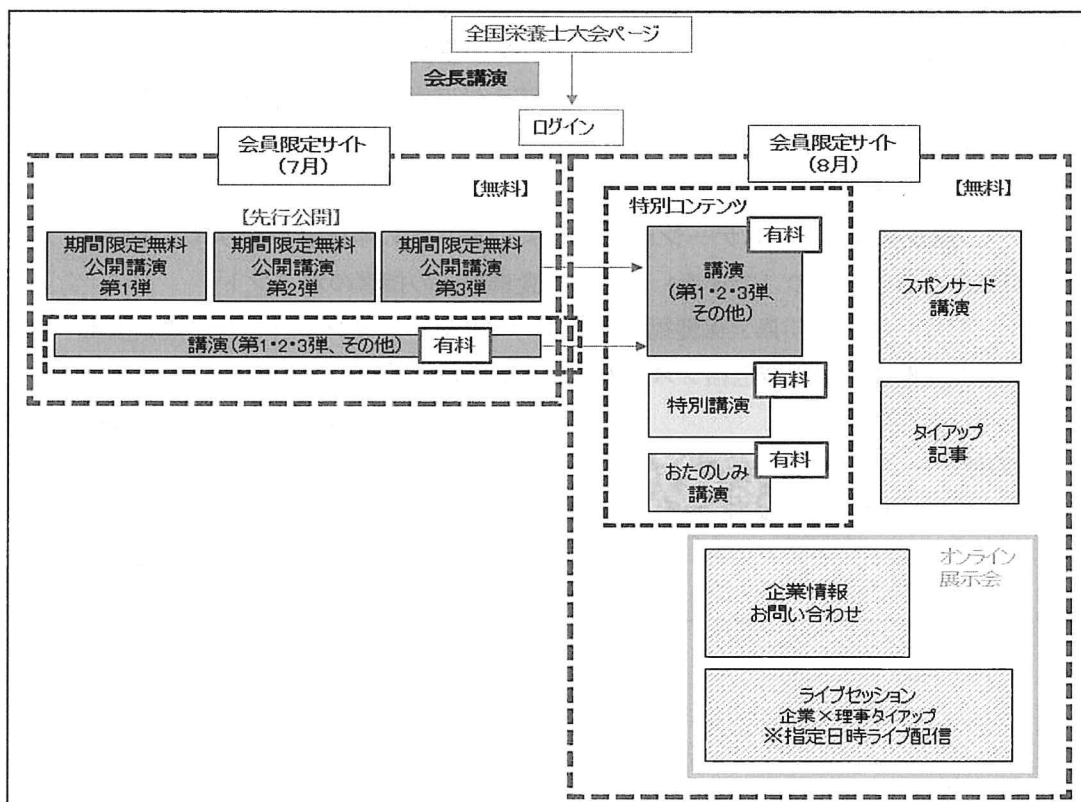 全国栄養士大会ページ
会長講演
ログイン
会員限定サイト
(7月)
【無料】
【先行公開】
期間限定無料
公開講演
第1弾
期間限定無料
公開講演
第2弾
期間限定無料
公開講演
第3弾
講演(第1・2・3弾、その他)
有料
会員限定サイト
(8月)
【無料】
特別コンテンツ
有料
講演
(第1・2・3弾、
その他)
有料
特別講演
有料
おたのしみ
講演
スポンサード
講演
タイアップ
記事
オンライン
展示会
企業情報
お問い合わせ
ライブセッション
企業×理事タイアップ
※指定日時ライブ配信